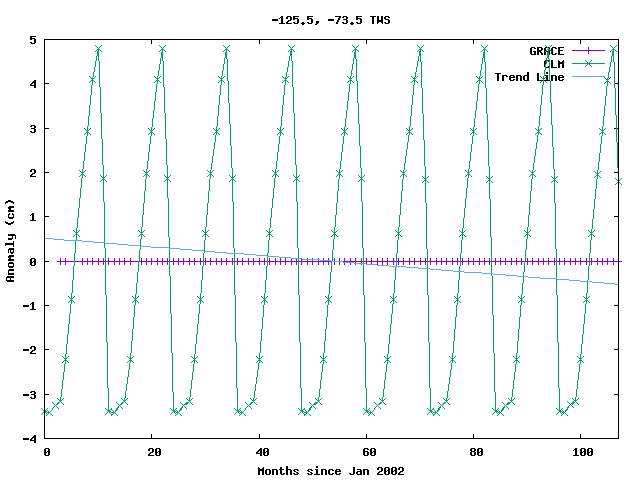 -125.5, -73.5 TWS
GRACE
CLM
Trend Line
5
4
3
2
1
0
-1
-2
-3
-4
Anomaly (cm)
0 20 40 60 80 100
Months since Jan 2002